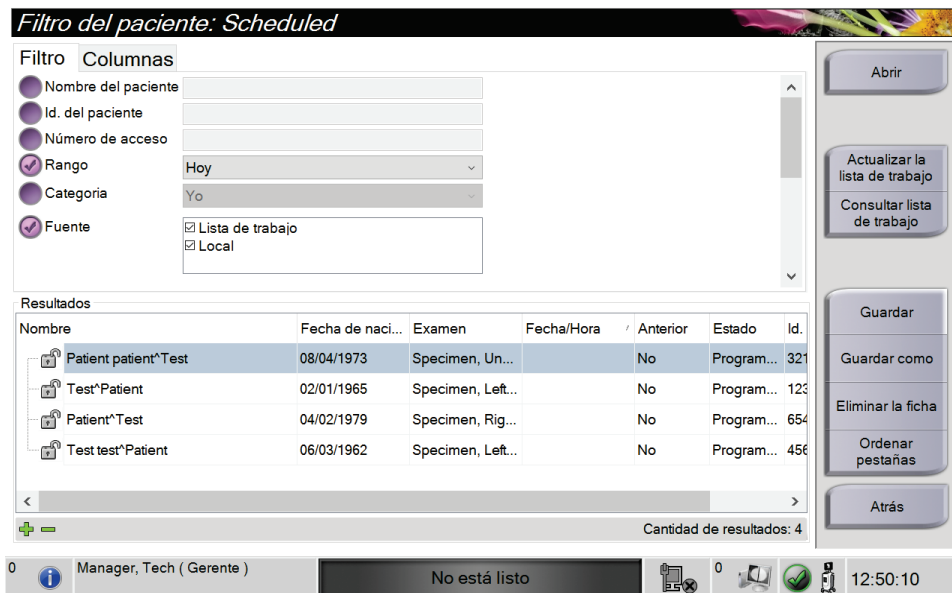 Filtro del paciente: Scheduled
Filtro Columnas
Nombre del paciente
Id. del paciente
Número de acceso
Rango Hoy
Categoria Yo
Fuente Lista de trabajo
Local
Abrir
Actualizar la
lista de trabajo
Consultar lista
de trabajo
Guardar
Guardar como
Eliminar la ficha
Ordenar
pestañas
Atrás
Resultados
Nombre Fecha de naci... Examen Fecha/Hora Anterior Estado Id.
Patient patient^Test 08/04/1973 Specimen, Un... No Program... 321
Test^Patient 02/01/1965 Specimen, Left... No Program... 123
Patient^Test 04/02/1979 Specimen, Rig... No Program... 654
Test test^Patient 06/03/1962 Specimen, Left... No Program... 456
Cantidad de resultados: 4
0 Manager, Tech ( Gerente ) No está listo 0 12:50:10